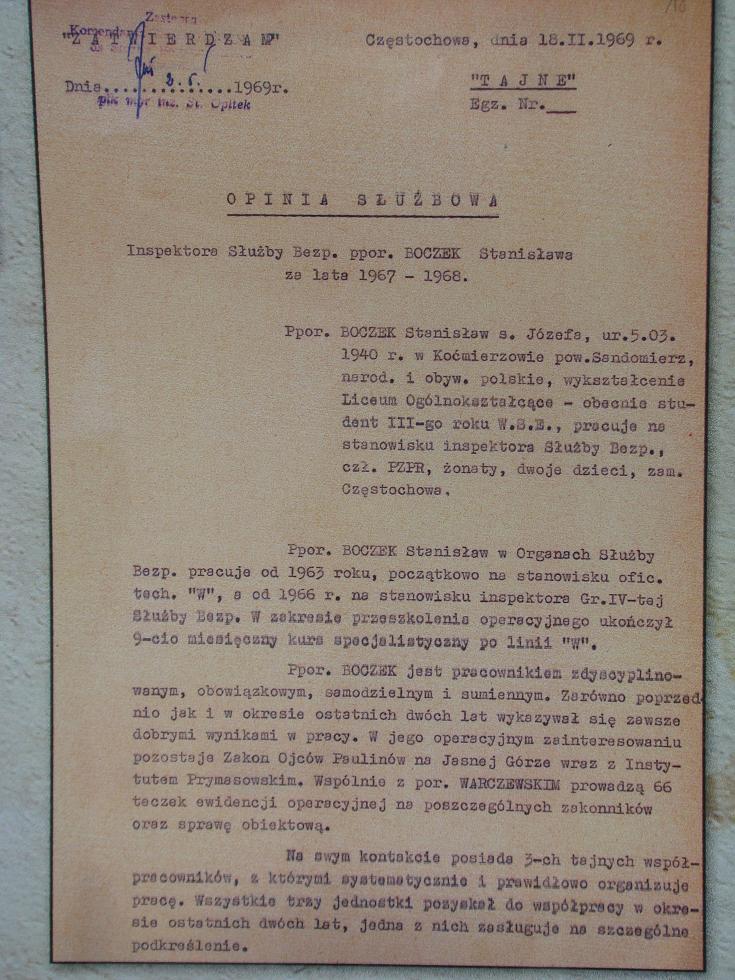 Zastępca
Komendant
"Z A T W I E R D Z A M"
Częstochowa, dnia 18.II.1969 r.
Dnia...............1969r.
płk mgr inż. St. Opitek
"T A J N E"
Egz. Nr.___
O P I N I A  S Ł U Ż B O W A
Inspektora Służby Bezp. ppor. BOCZEK Stanisława
za lata 1967 - 1968.
Ppor. BOCZEK Stanisław s. Józefa, ur.5.03.
1940 r. w Koćmierzowie pow.Sandomierz,
narod. i obyw. polskie, wykształcenie
Liceum Ogólnokształcące - obecnie stu-
dent III-go roku W.S.E., pracuje na
stanowisku inspektora Służby Bezp.,
czł. PZPR, żonaty, dwoje dzieci, zam.
Częstochowa.
Ppor. BOCZEK Stanisław w Organach Służby
Bezp. pracuje od 1963 roku, początkowo na stanowisku ofic.
tech. "W", a od 1966 r. na stanowisku inspektora Gr.IV-tej
Służby Bezp. W zakresie przeszkolenia operacyjnego ukończył
9-cio miesięczny kurs specjalistyczny po linii "W".
Ppor. BOCZEK jest pracownikiem zdyscyplino-
wanym, obowiązkowym, samodzielnym i sumiennym. Zarówno poprzed
nio jak i w okresie ostatnich dwóch lat wykazywał się zawsze
dobrymi wynikami w pracy. W jego operacyjnym zainteresowaniu
pozostaje Zakon Ojców Paulinów na Jasnej Górze wraz z Insty-
tutem Prymasowskim. Wspólnie z por. WARCZEWSKIM prowadzą 66
teczek ewidencji operacyjnej na poszczególnych zakonników
oraz sprawę obiektową.
Na swym kontakcie posiada 3-ch tajnych współ-
pracowników, z którymi systematycznie i prawidłowo organizuje
pracę. Wszystkie trzy jednostki pozyskał do współpracy w okre-
sie ostatnich dwóch lat, jedna z nich zasługuje na szczególne
podkreślenie.